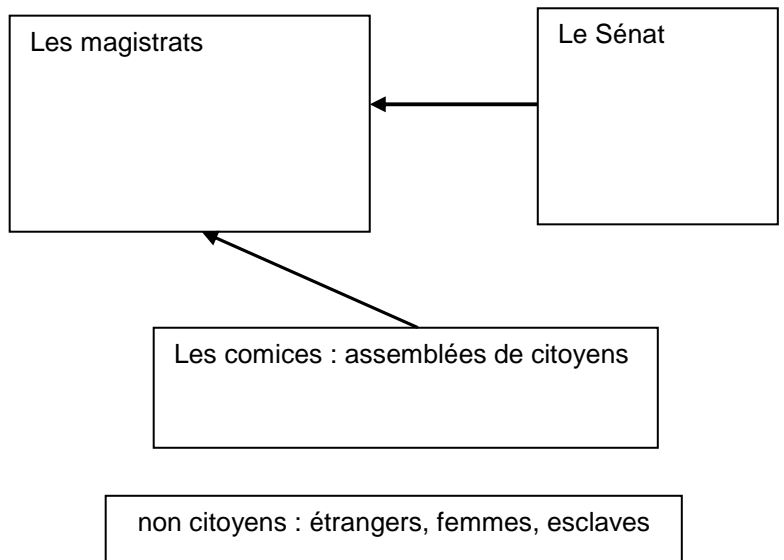 Les magistrats
Le Sénat
Les comices : assemblées de citoyens
non citoyens : étrangers, femmes, esclaves